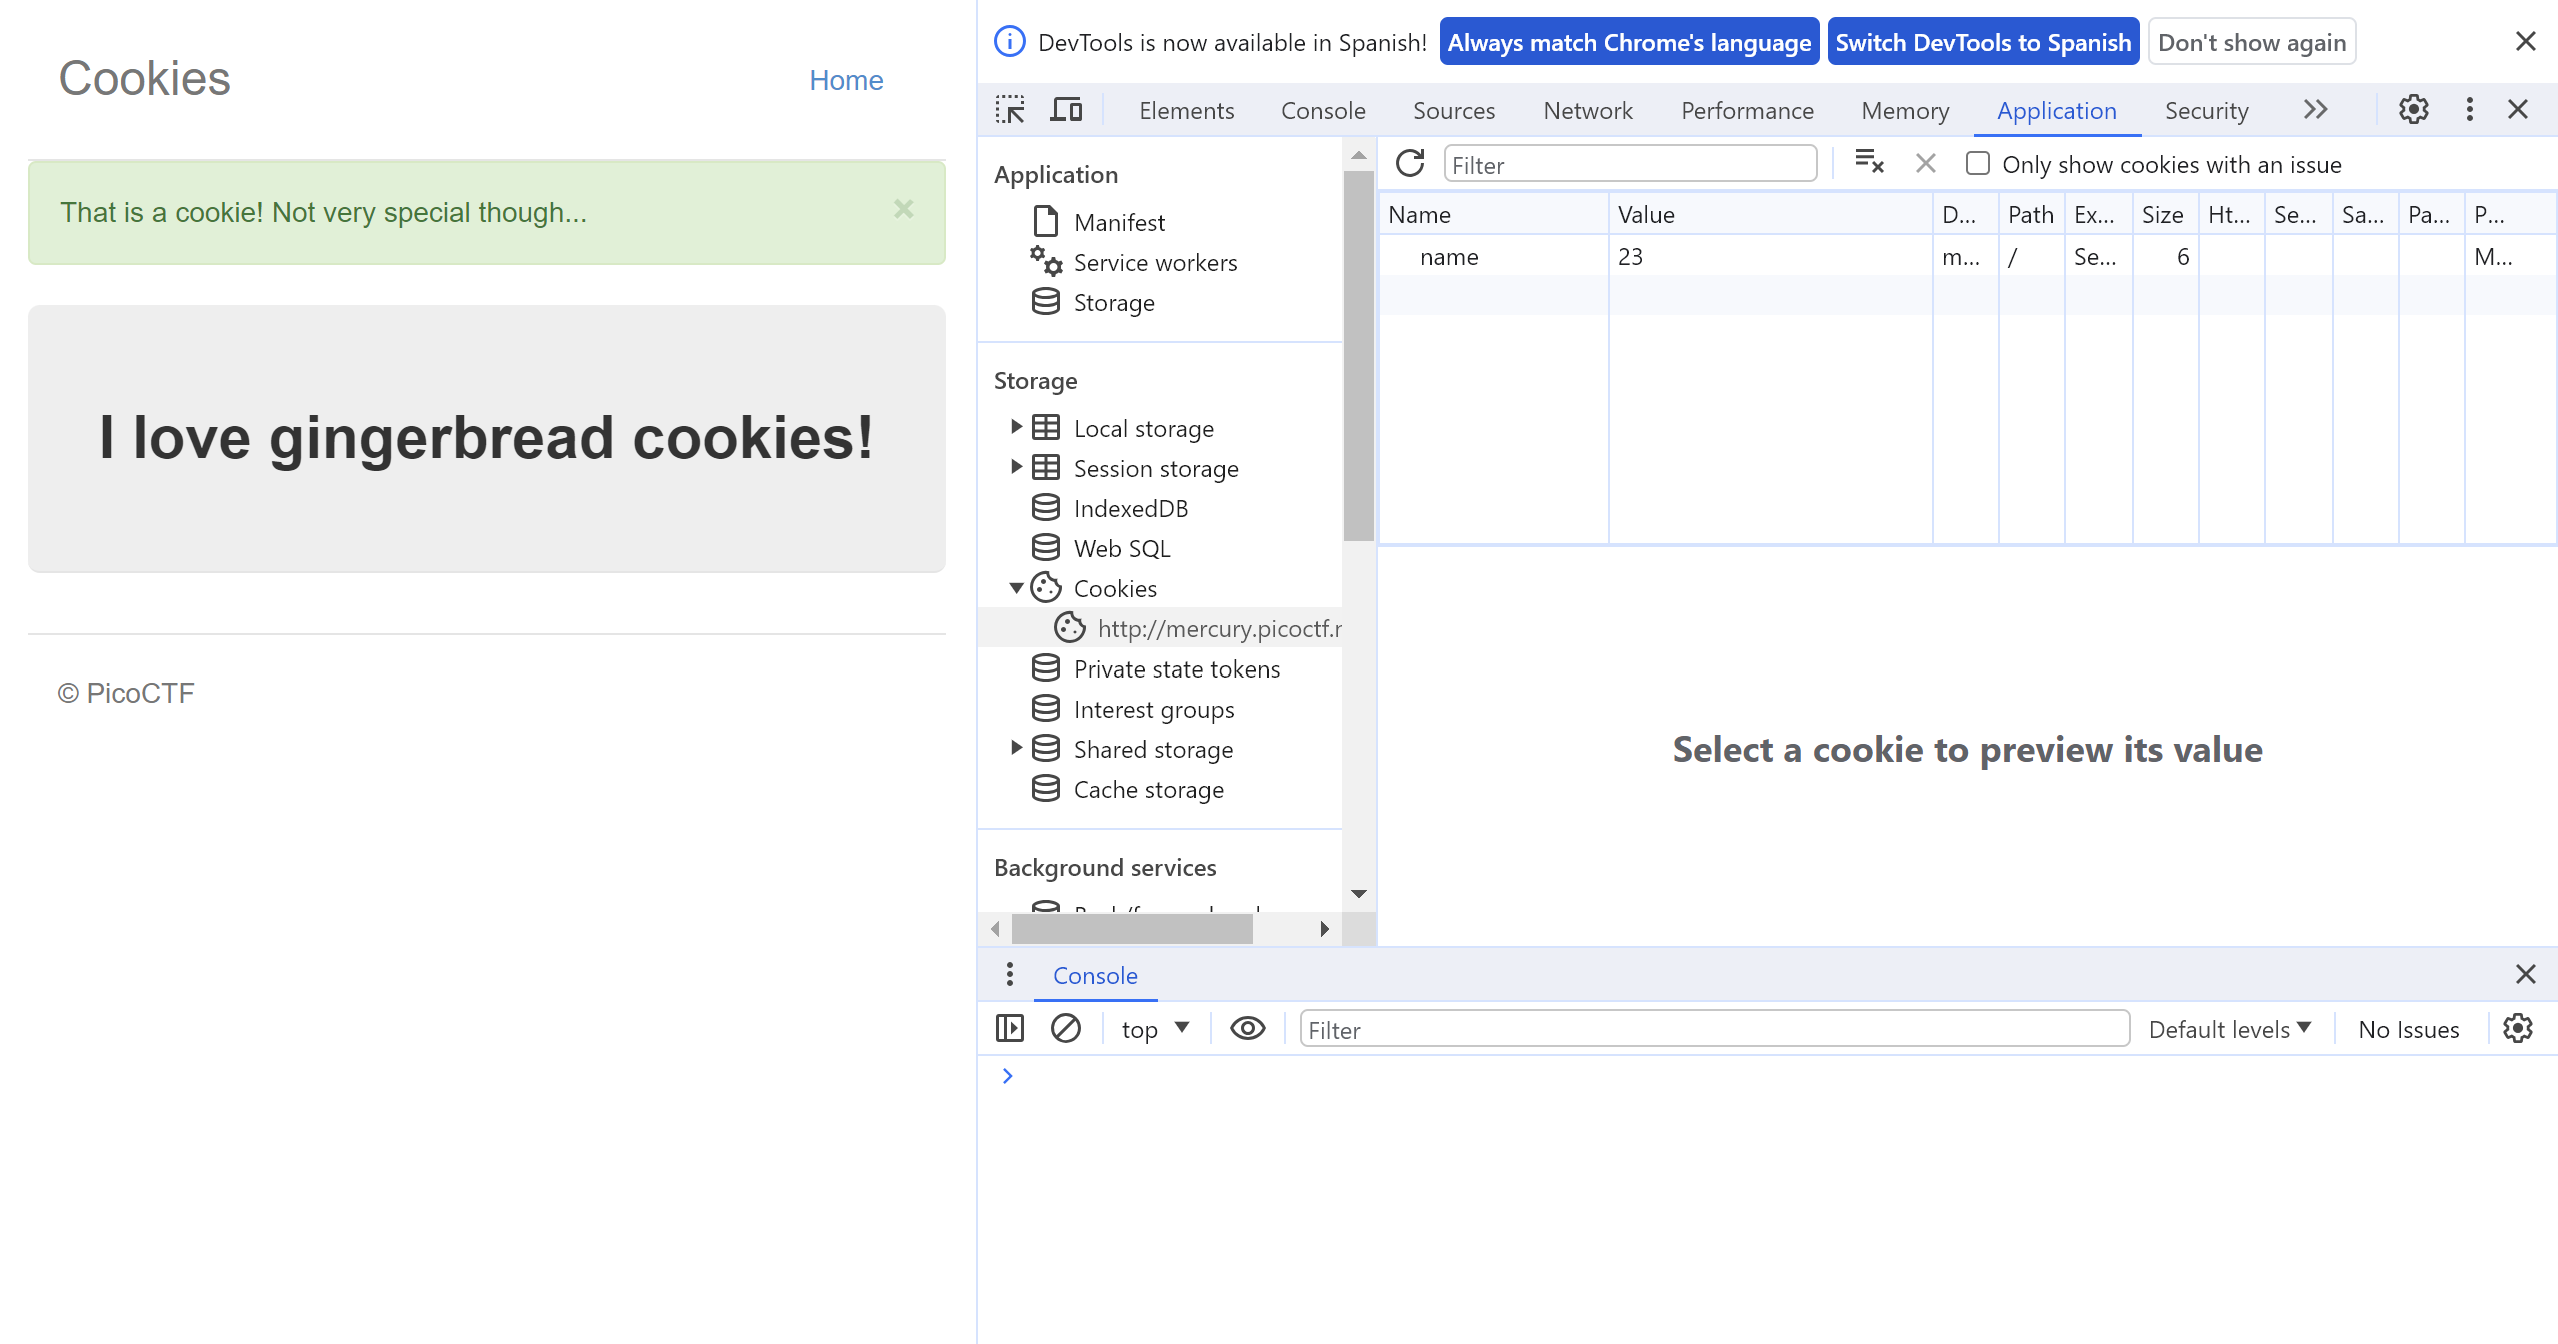 Cookies
Home
That is a cookie! Not very special though...
×
I love gingerbread cookies!
© PicoCTF
DevTools is now available in Spanish!
Always match Chrome's language
Switch DevTools to Spanish
Don't show again
Elements
Console
Sources
Network
Performance
Memory
Application
Security
Application
Manifest
Service workers
Storage
Storage
Local storage
Session storage
IndexedDB
Web SQL
Cookies
http://mercury.picoctf.
Private state tokens
Interest groups
Shared storage
Cache storage
Background services
Filter
Only show cookies with an issue
Name Value D... Path Ex... Size Ht... Se... Sa... Pa... P...
name 23 m... / Se... 6 M...
Select a cookie to preview its value
Console
top
Filter
Default levels
No Issues